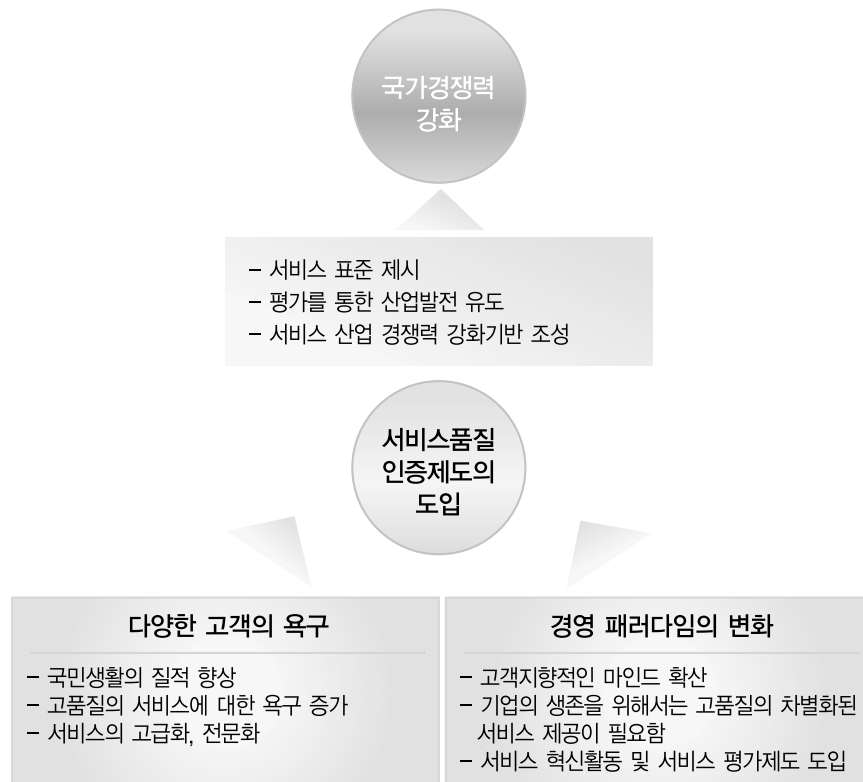 국가경쟁력
강화
– 서비스 표준 제시
– 평가를 통한 산업발전 유도
– 서비스 산업 경쟁력 강화기반 조성
서비스품질
인증제도의
도입
다양한 고객의 욕구
– 국민생활의 질적 향상
– 고품질의 서비스에 대한 욕구 증가
– 서비스의 고급화, 전문화
경영 패러다임의 변화
– 고객지향적인 마인드 확산
– 기업의 생존을 위해서는 고품질의 차별화된
서비스 제공이 필요함
– 서비스 혁신활동 및 서비스 평가제도 도입